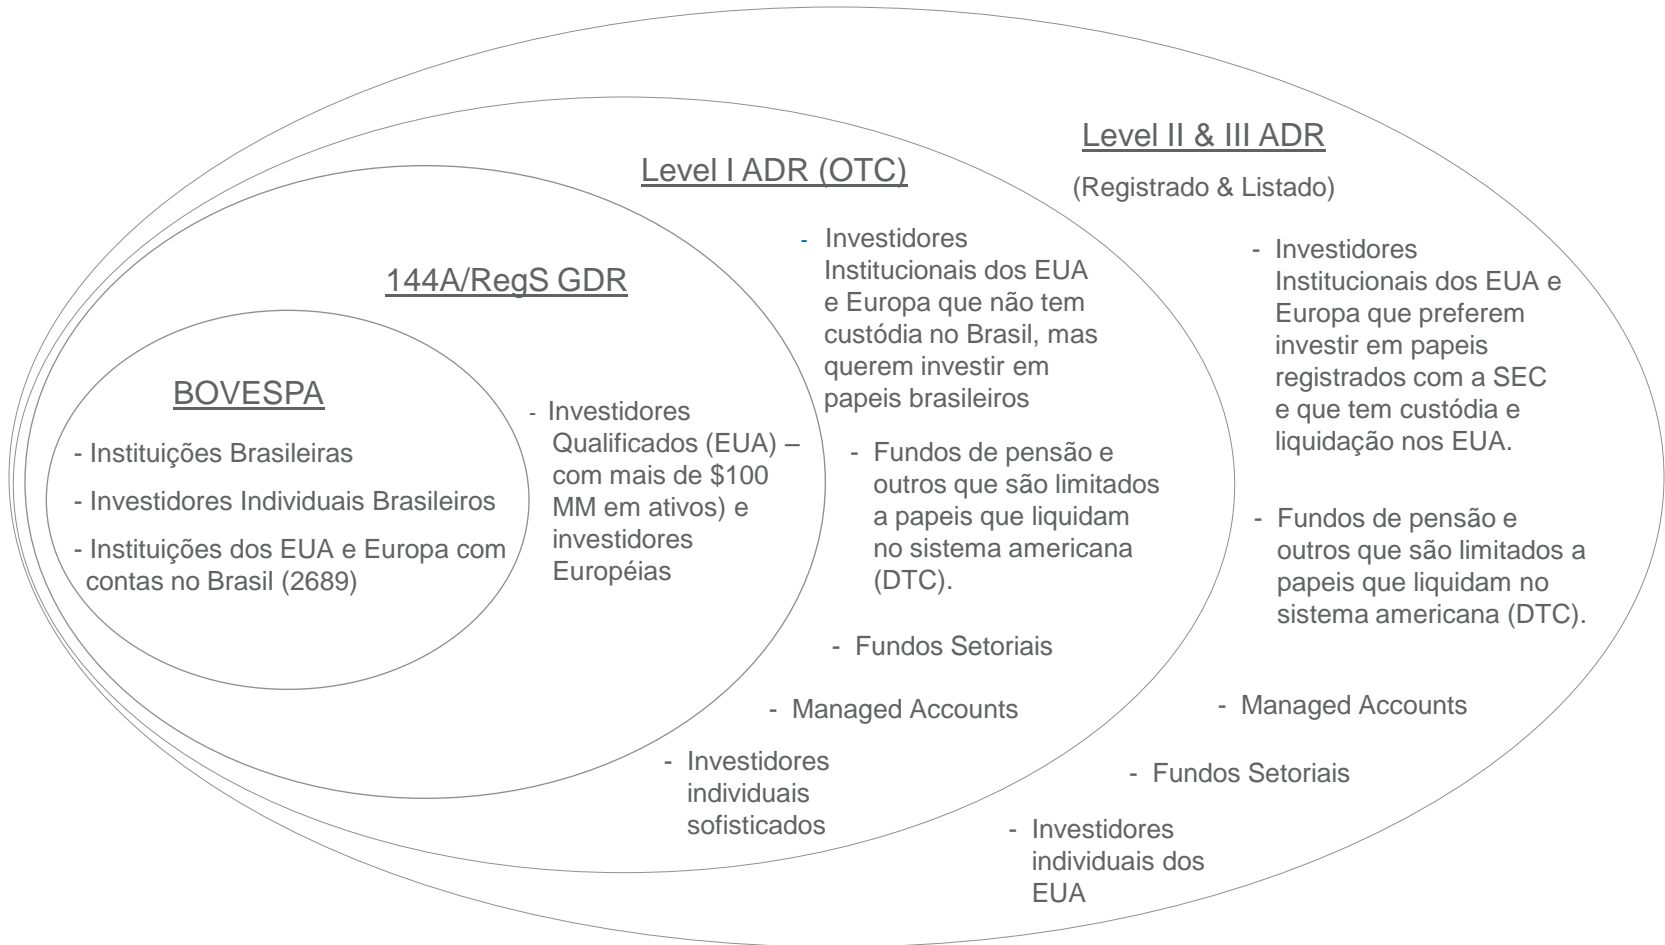 BOVESPA
- Instituições Brasileiras
- Investidores Individuais Brasileiros
- Instituições dos EUA e Europa com
contas no Brasil (2689)
144A/RegS GDR
- Investidores
Qualificados (EUA) –
com mais de $100
MM em ativos) e
investidores
Européias
Level I ADR (OTC)
- Investidores
Institucionais dos EUA
e Europa que não tem
custódia no Brasil, mas
querem investir em
papeis brasileiros
- Fundos de pensão e
outros que são limitados
a papeis que liquidam
no sistema americana
(DTC).
- Fundos Setoriais
- Managed Accounts
- Investidores
individuais
sofisticados
Level II & III ADR
(Registrado & Listado)
- Investidores
Institucionais dos EUA e
Europa que preferem
investir em papeis
registrados com a SEC
e que tem custódia e
liquidação nos EUA.
- Fundos de pensão e
outros que são limitados a
papeis que liquidam no
sistema americana (DTC).
- Managed Accounts
- Fundos Setoriais
- Investidores
individuais dos
EUA